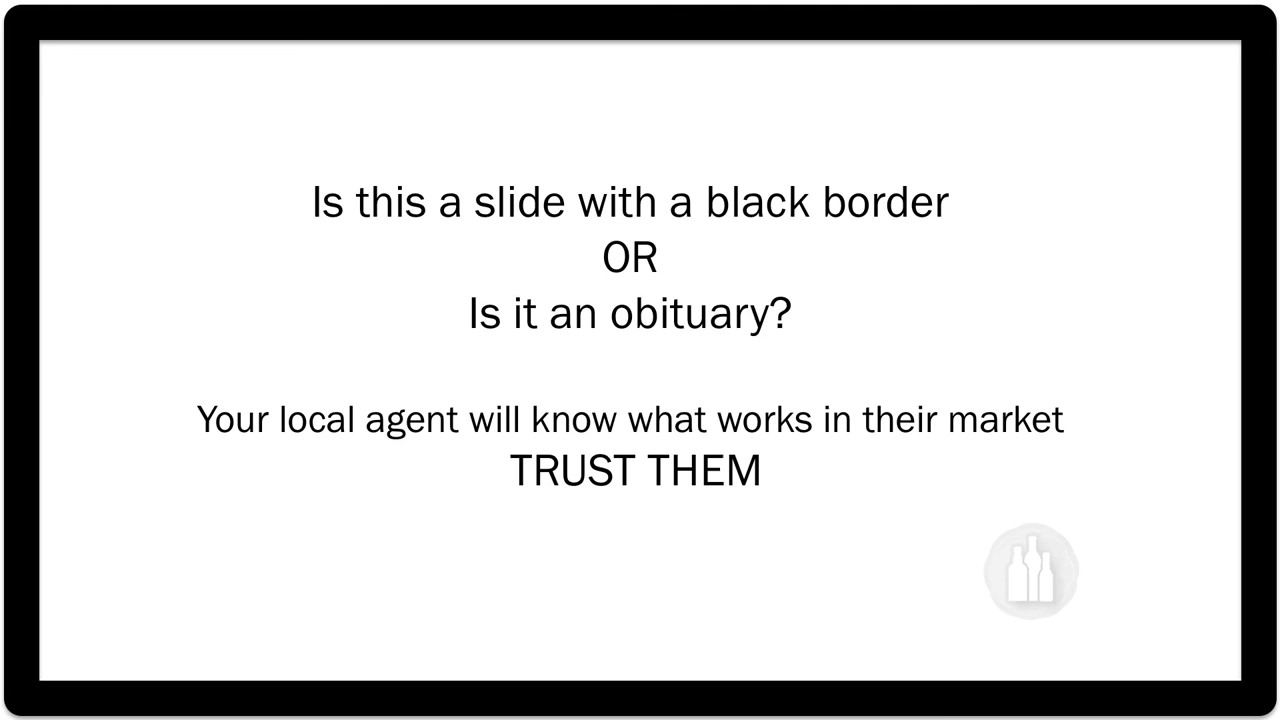 Is this a slide with a black border
OR
Is it an obituary?
Your local agent will know what works in their market
TRUST THEM